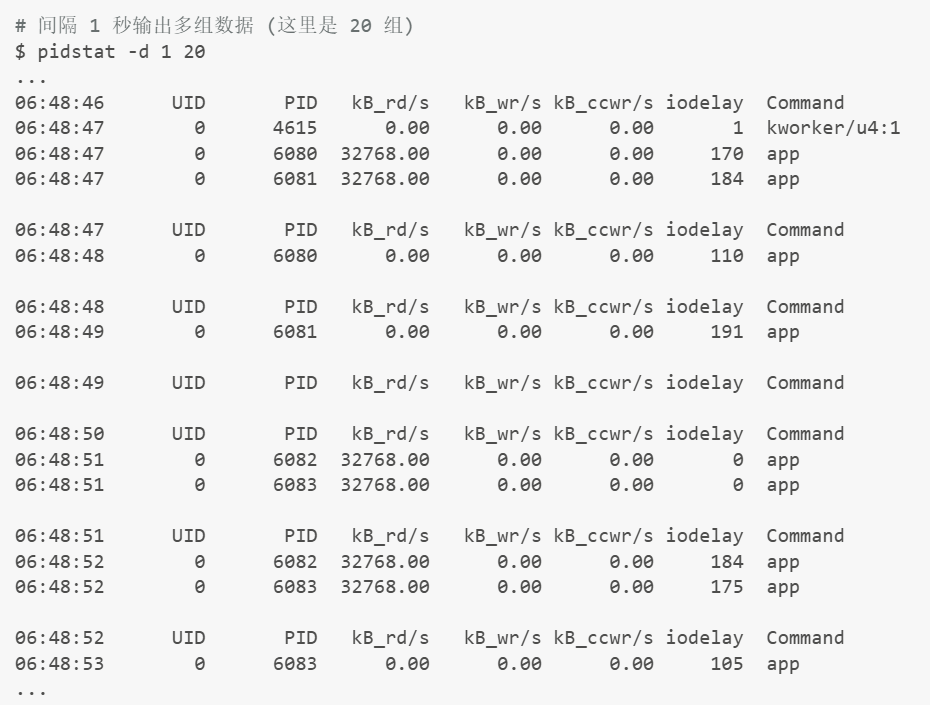 # 间隔 1 秒输出多组数据 (这里是 20 组)
$ pidstat -d 1 20
...
06:48:46      UID       PID   kB_rd/s   kB_wr/s kB_ccwr/s iodelay  Command
06:48:47        0      4615      0.00      0.00      0.00       1  kworker/u4:1
06:48:47        0      6080  32768.00      0.00      0.00     170  app
06:48:47        0      6081  32768.00      0.00      0.00     184  app

06:48:47      UID       PID   kB_rd/s   kB_wr/s kB_ccwr/s iodelay  Command
06:48:48        0      6080      0.00      0.00      0.00     110  app

06:48:48      UID       PID   kB_rd/s   kB_wr/s kB_ccwr/s iodelay  Command
06:48:49        0      6081      0.00      0.00      0.00     191  app

06:48:49      UID       PID   kB_rd/s   kB_wr/s kB_ccwr/s iodelay  Command

06:48:50      UID       PID   kB_rd/s   kB_wr/s kB_ccwr/s iodelay  Command
06:48:51        0      6082  32768.00      0.00      0.00       0  app
06:48:51        0      6083  32768.00      0.00      0.00       0  app

06:48:51      UID       PID   kB_rd/s   kB_wr/s kB_ccwr/s iodelay  Command
06:48:52        0      6082  32768.00      0.00      0.00     184  app
06:48:52        0      6083  32768.00      0.00      0.00     175  app

06:48:52      UID       PID   kB_rd/s   kB_wr/s kB_ccwr/s iodelay  Command
06:48:53        0      6083      0.00      0.00      0.00     105  app
...